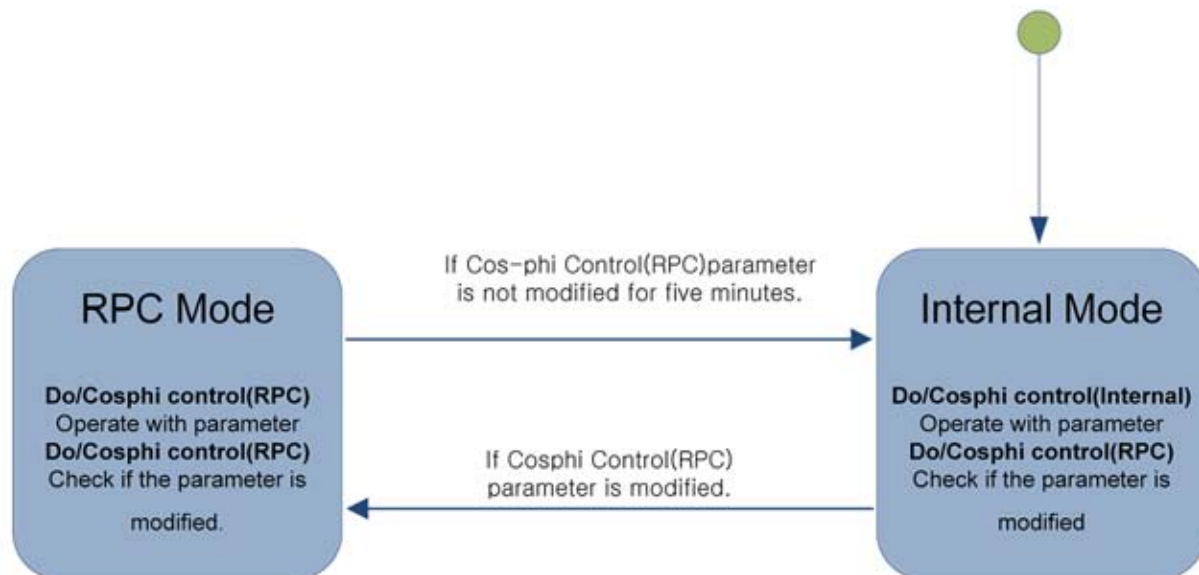 RPC Mode
Do/Cosphi control(RPC)
Operate with parameter
Do/Cosphi control(RPC)
Check if the parameter is
modified.
If Cos-phi Control(RPC)parameter
is not modified for five minutes.
If Cosphi Control(RPC)
parameter is modified.
Internal Mode
Do/Cosphi control(Internal)
Operate with parameter
Do/Cosphi control(RPC)
Check if the parameter is
modified